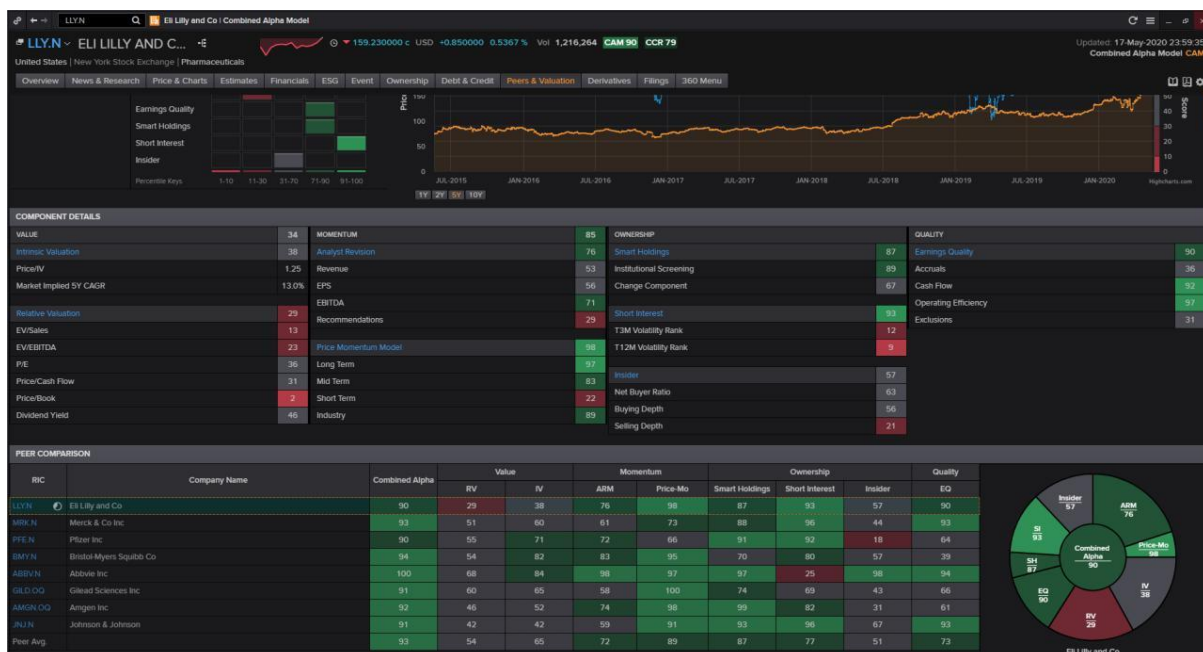 LLY.N Eli Lilly and Co | Combined Alpha Model
LLY.N ELI LILLY AND C... 159.230000 c USD +0.850000 0.5367 % Vol 1,216,264 CAM 90 CCR 79
Updated: 17-May-2020 23:59:35
United States | New York Stock Exchange | Pharmaceuticals
Combined Alpha Model CAM
Overview News & Research Price & Charts Estimates Financials ESG Event Ownership Debt & Credit Peers & Valuation Derivatives Filings 360 Menu
Earnings Quality
Smart Holdings
Short Interest
Insider
Percentile Keys 1-10 11-30 31-70 71-90 91-100
Price
150
100
50
0
JUL-2015 JAN-2016 JUL-2016 JAN-2017 JUL-2017 JAN-2018 JUL-2018 JAN-2019 JUL-2019 JAN-2020
50
40
30
20
10
0
Score
Highcharts.com
1Y 2Y 5Y 10Y
COMPONENT DETAILS
VALUE 34
Intrinsic Valuation 38
Price/IV 1.25
Market Implied 5Y CAGR 13.0%
Relative Valuation 29
EV/Sales 13
EV/EBITDA 23
P/E 36
Price/Cash Flow 31
Price/Book 2
Dividend Yield 46
MOMENTUM 85
Analyst Revision 76
Revenue 53
EPS 56
EBITDA 71
Recommendations 29
Price Momentum Model 98
Long Term 97
Mid Term 83
Short Term 22
Industry 89
OWNERSHIP
Smart Holdings 87
Institutional Screening 89
Change Component 67
Short Interest 93
T3M Volatility Rank 12
T12M Volatility Rank 9
Insider 57
Net Buyer Ratio 63
Buying Depth 56
Selling Depth 21
QUALITY
Earnings Quality 90
Accruals 36
Cash Flow 92
Operating Efficiency 97
Exclusions 31
PEER COMPARISON
RIC Company Name Combined Alpha Value Momentum Ownership Quality
RV IV ARM Price-Mo Smart Holdings Short Interest Insider EQ
LLY.N Eli Lilly and Co 90 29 38 76 98 87 93 57 90
MRK.N Merck & Co Inc 93 51 60 61 73 88 96 44 93
PFE.N Pfizer Inc 90 55 71 72 66 91 92 18 64
BMY.N Bristol-Myers Squibb Co 94 54 82 83 95 70 80 57 39
ABBV.N Abbvie Inc 100 68 84 98 97 97 25 98 94
GILD.OQ Gilead Sciences Inc 91 60 65 58 100 74 69 43 66
AMGN.OQ Amgen Inc 92 46 52 74 98 99 82 31 61
JNJ.N Johnson & Johnson 91 42 42 59 91 93 96 67 93
Peer Avg. 93 54 65 72 89 87 77 51 73
Insider
57
ARM
76
SI
93
Price-Mo
98
Combined
Alpha
90
SH
87
IV
38
EQ
90
RV
29
Eli Lilly and Co